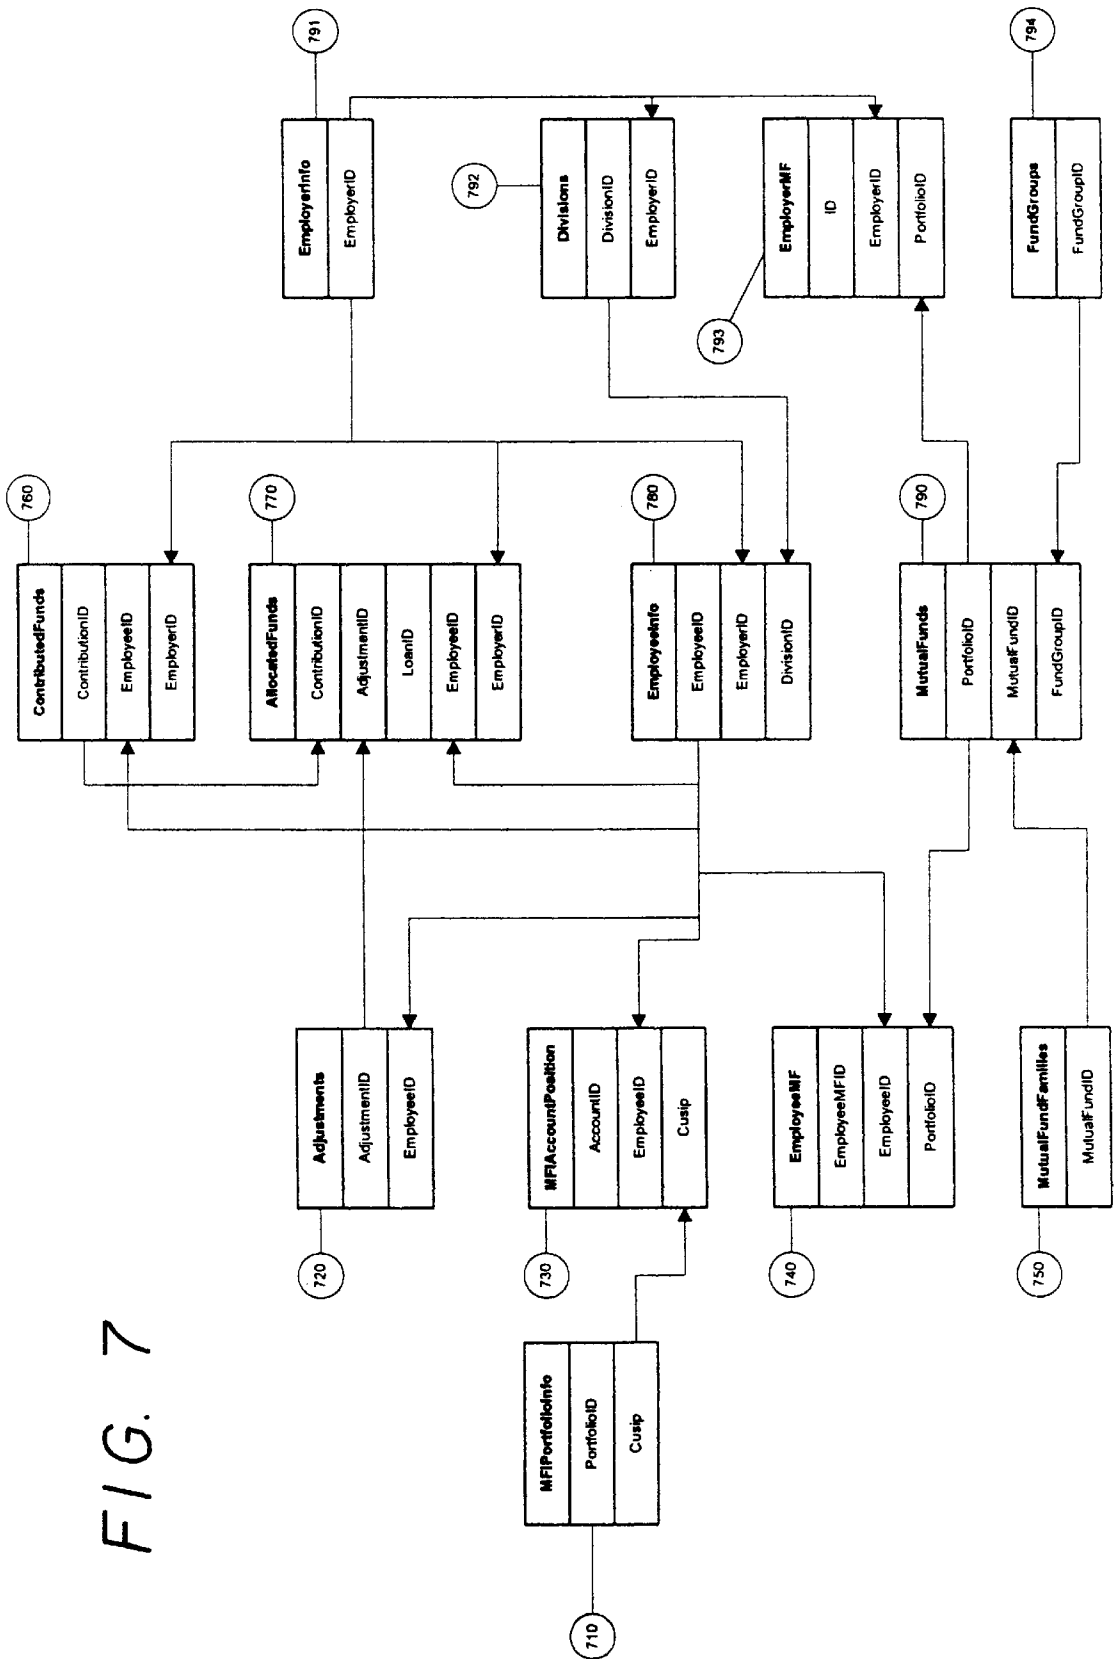 FIG. 7
710
MFIPortfolioInfo
PortfolioID
Cusip
720
Adjustments
AdjustmentID
EmployeeID
730
MFIAccountPosition
AccountID
EmployeeID
Cusip
740
EmployeeMF
EmployeeMFID
EmployeeID
PortfolioID
750
MutualFundFamilies
MutualFundID
760
ContributedFunds
ContributionID
EmployeeID
EmployerID
770
AllocatedFunds
ContributionID
AdjustmentID
LoanID
EmployeeID
EmployerID
780
EmployeeInfo
EmployeeID
EmployerID
DivisionID
790
MutualFunds
PortfolioID
MutualFundID
FundGroupID
791
EmployerInfo
EmployerID
792
Divisions
DivisionID
EmployerID
793
EmployerMF
ID
EmployerID
PortfolioID
794
FundGroups
FundGroupID